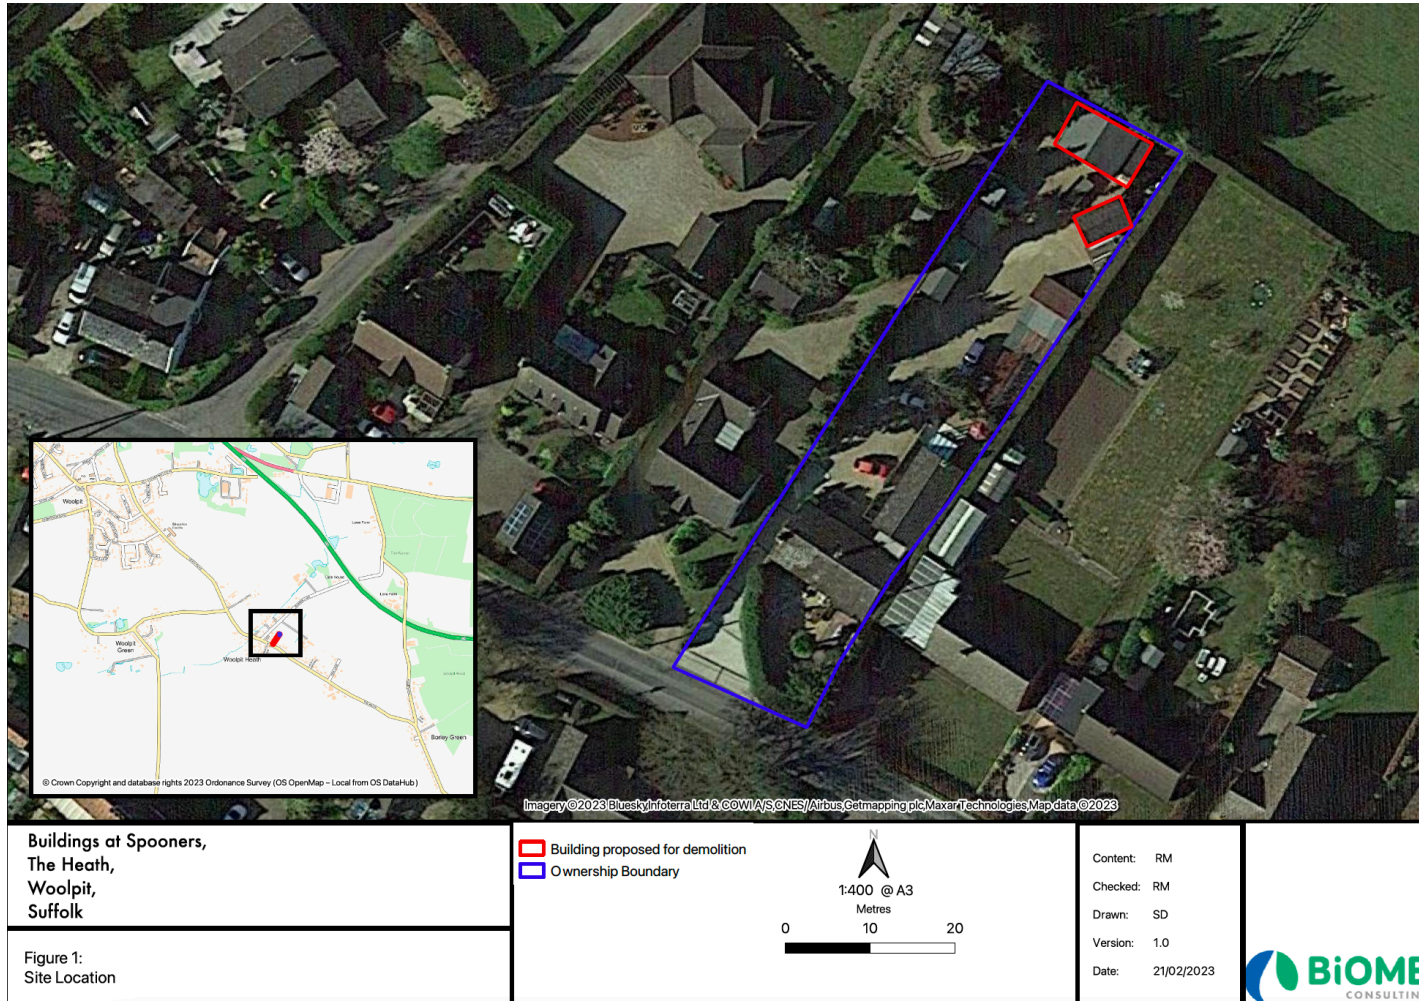 Woolpit
Woolpit
Green
Woolpit Heath
Borley Green
© Crown Copyright and database rights 2023 Ordonance Survey (OS OpenMap – Local from OS DataHub)
Imagery ©2023 Bluesky,Infoterra Ltd & COWI A/S,CNES/ Airbus,Getmapping plc,Maxar Technologies,Map data ©2023
Buildings at Spooners,
The Heath,
Woolpit,
Suffolk
Figure 1:
Site Location
Building proposed for demolition
Ownership Boundary
N
1:400 @ A3
Metres
0 10 20
Content: RM
Checked: RM
Drawn: SD
Version: 1.0
Date: 21/02/2023
BiOME
CONSULTIN